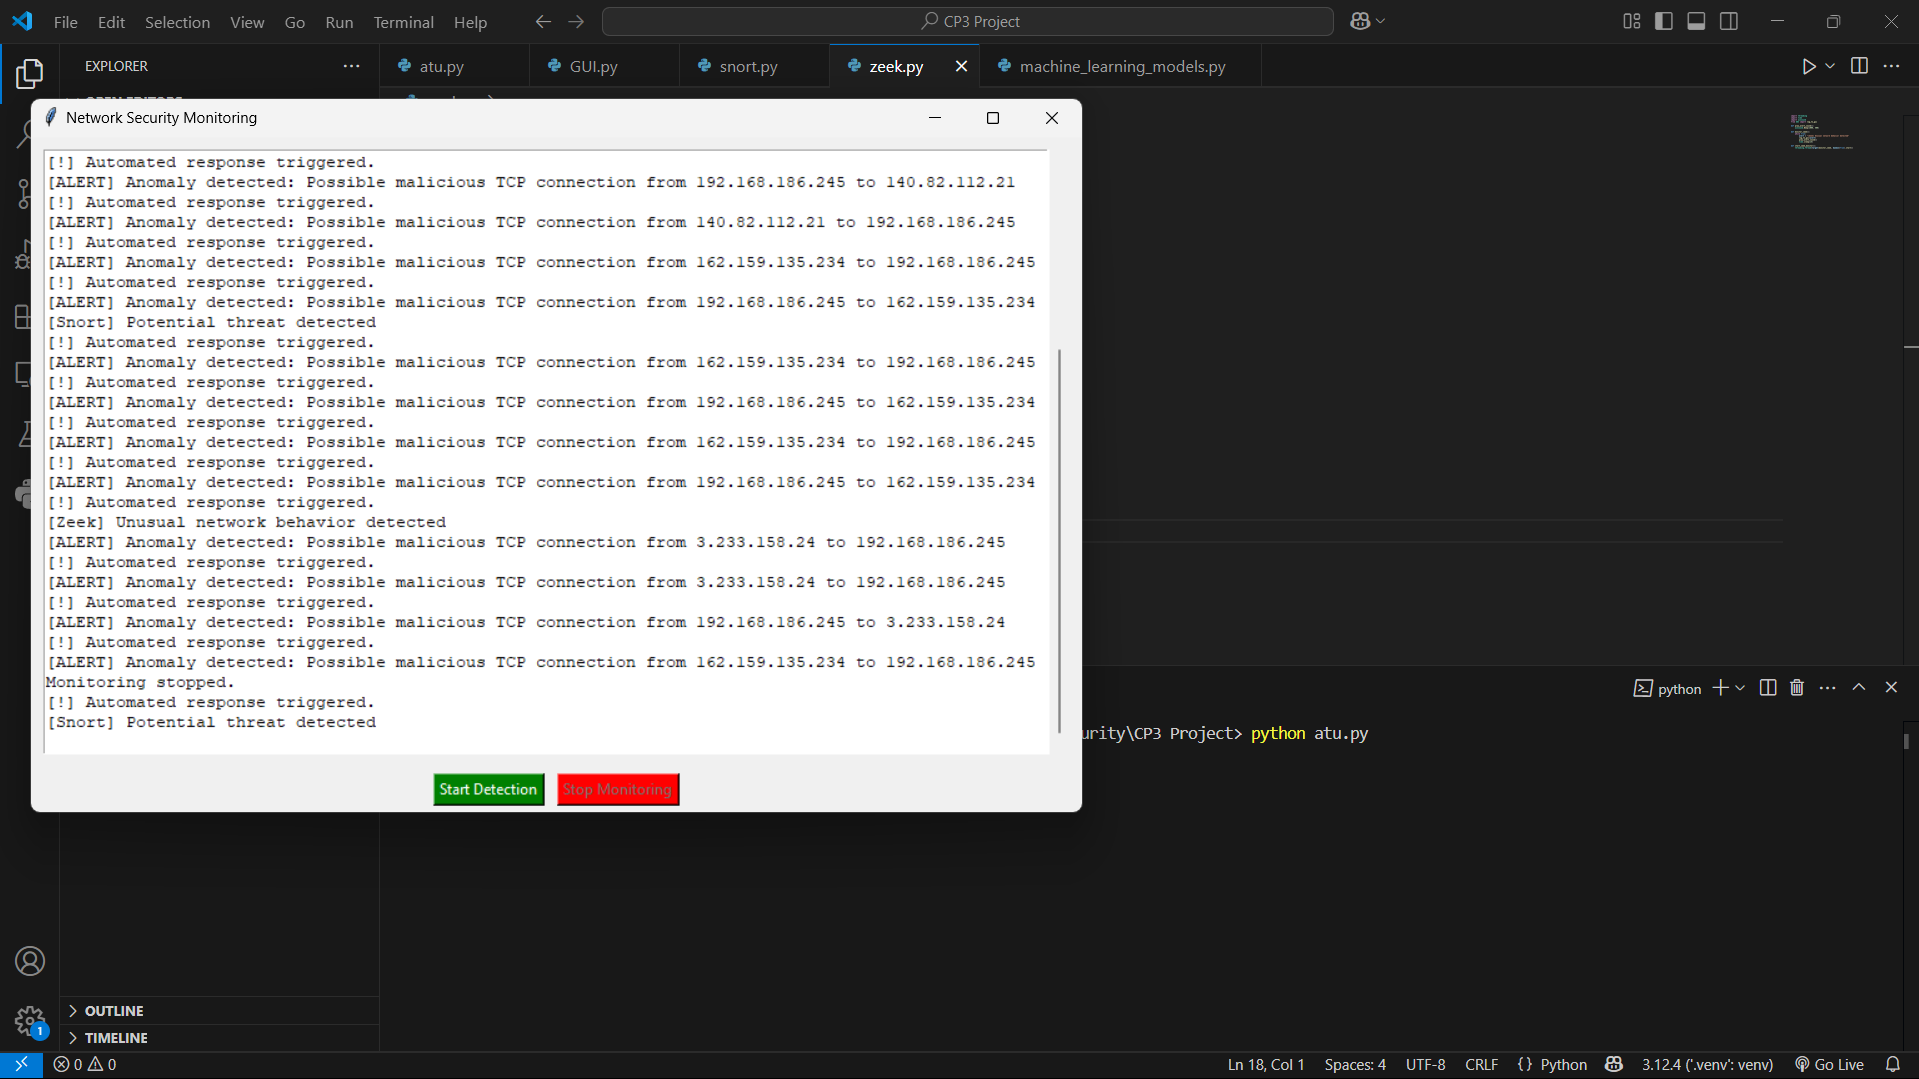 File Edit Selection View Go Run Terminal Help
CP3 Project
EXPLORER
atu.py
GUI.py
snort.py
zeek.py
machine_learning_models.py
Network Security Monitoring
[!] Automated response triggered.
[ALERT] Anomaly detected: Possible malicious TCP connection from 192.168.186.245 to 140.82.112.21
[!] Automated response triggered.
[ALERT] Anomaly detected: Possible malicious TCP connection from 140.82.112.21 to 192.168.186.245
[!] Automated response triggered.
[ALERT] Anomaly detected: Possible malicious TCP connection from 162.159.135.234 to 192.168.186.245
[!] Automated response triggered.
[ALERT] Anomaly detected: Possible malicious TCP connection from 192.168.186.245 to 162.159.135.234
[Snort] Potential threat detected
[!] Automated response triggered.
[ALERT] Anomaly detected: Possible malicious TCP connection from 162.159.135.234 to 192.168.186.245
[!] Automated response triggered.
[ALERT] Anomaly detected: Possible malicious TCP connection from 192.168.186.245 to 162.159.135.234
[!] Automated response triggered.
[ALERT] Anomaly detected: Possible malicious TCP connection from 162.159.135.234 to 192.168.186.245
[!] Automated response triggered.
[ALERT] Anomaly detected: Possible malicious TCP connection from 192.168.186.245 to 162.159.135.234
[!] Automated response triggered.
[Zeek] Unusual network behavior detected
[ALERT] Anomaly detected: Possible malicious TCP connection from 3.233.158.24 to 192.168.186.245
[!] Automated response triggered.
[ALERT] Anomaly detected: Possible malicious TCP connection from 3.233.158.24 to 192.168.186.245
[!] Automated response triggered.
[ALERT] Anomaly detected: Possible malicious TCP connection from 192.168.186.245 to 3.233.158.24
[!] Automated response triggered.
[ALERT] Anomaly detected: Possible malicious TCP connection from 162.159.135.234 to 192.168.186.245
Monitoring stopped.
[!] Automated response triggered.
[Snort] Potential threat detected
Start Detection
Stop Monitoring
python
urity\CP3 Project> python atu.py
OUTLINE
TIMELINE
1
0 0
Ln 18, Col 1 Spaces: 4 UTF-8 CRLF {} Python 3.12.4 ('.venv': venv) Go Live